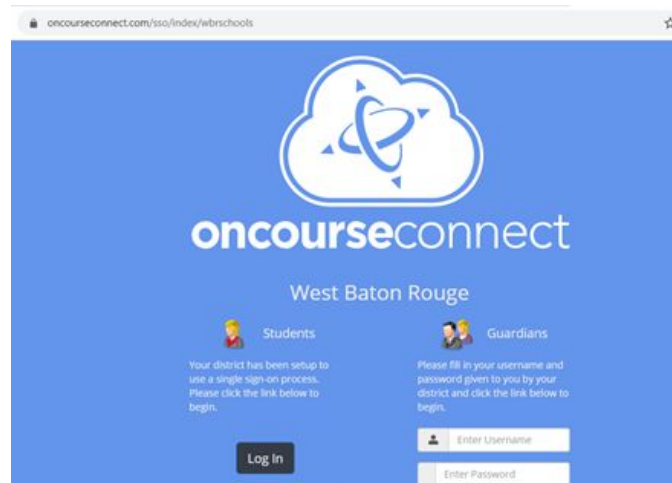 oncourseconnect.com/sso/index/wbrschools
oncourseconnect
West Baton Rouge
Students
Your district has been setup to
use a single sign-on process.
Please click the link below to
begin.
Log In
Guardians
Please fill in your username and
password given to you by your
district and click the link below to
begin.
Enter Username
Enter Password